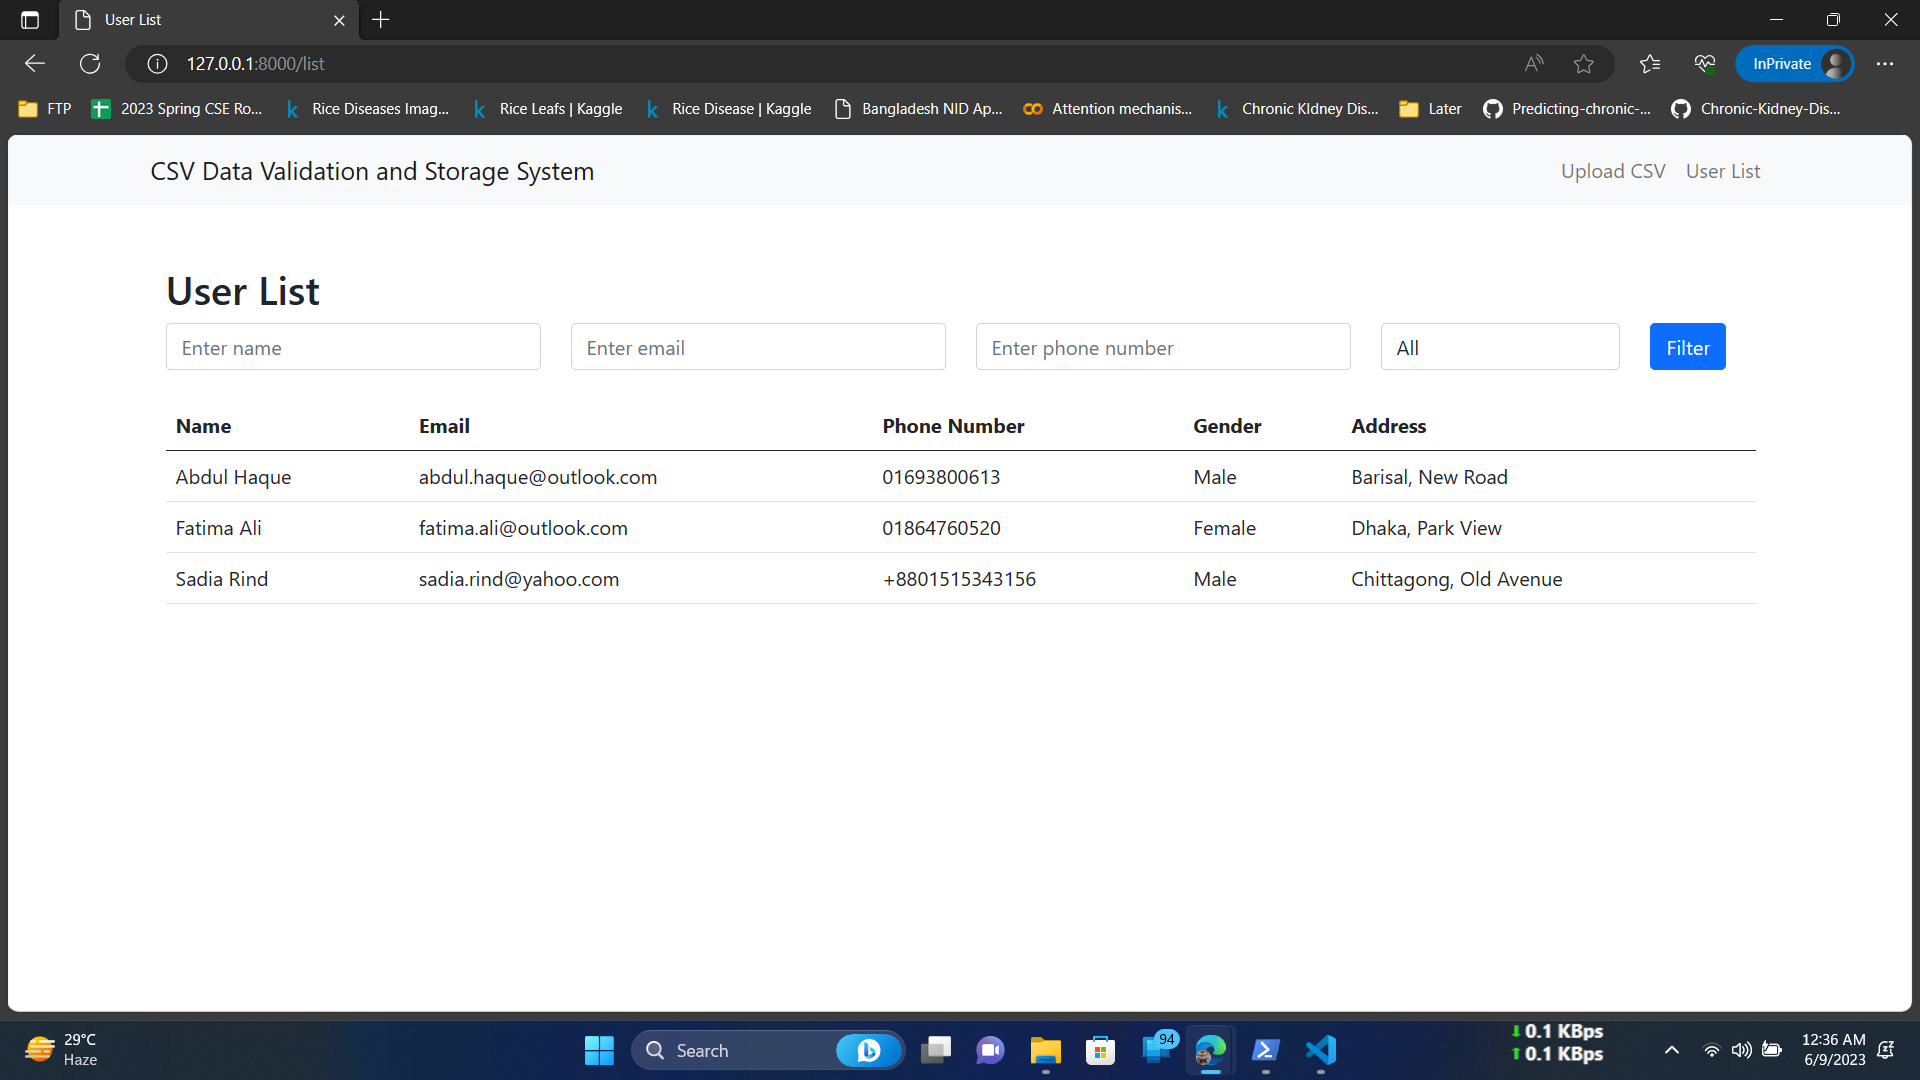 User List
127.0.0.1:8000/list
InPrivate
FTP 2023 Spring CSE Ro... Rice Diseases Imag... Rice Leafs | Kaggle Rice Disease | Kaggle Bangladesh NID Ap... Attention mechanis... Chronic KIdney Dis... Later Predicting-chronic-... Chronic-Kidney-Dis...
CSV Data Validation and Storage System Upload CSV User List
User List
Enter name Enter email Enter phone number All Filter
Name Email Phone Number Gender Address
Abdul Haque abdul.haque@outlook.com 01693800613 Male Barisal, New Road
Fatima Ali fatima.ali@outlook.com 01864760520 Female Dhaka, Park View
Sadia Rind sadia.rind@yahoo.com +8801515343156 Male Chittagong, Old Avenue
29°C
Haze
Search
94
0.1 KBps
0.1 KBps
12:36 AM
6/9/2023